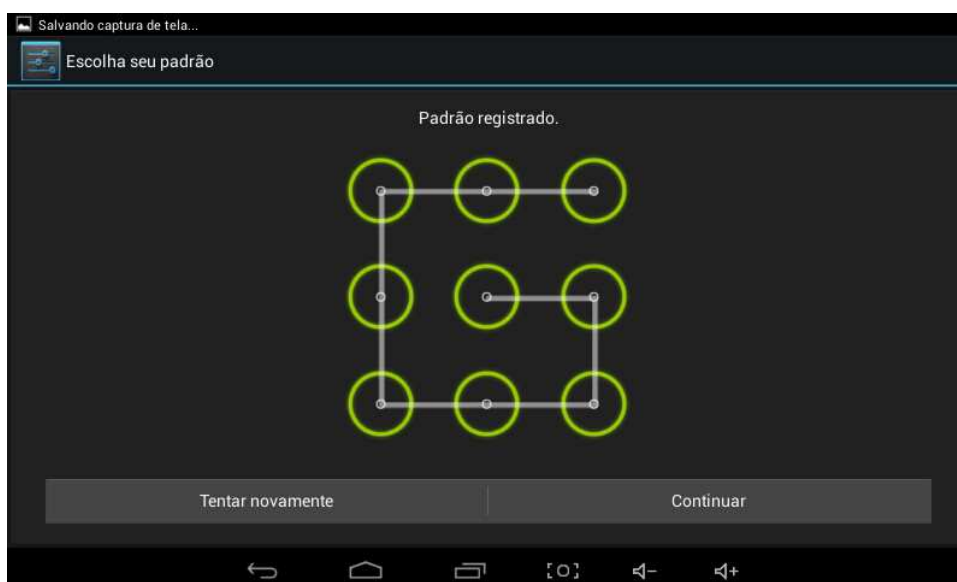 Salvando captura de tela...
Escolha seu padrão
Padrão registrado.
Tentar novamente
Continuar